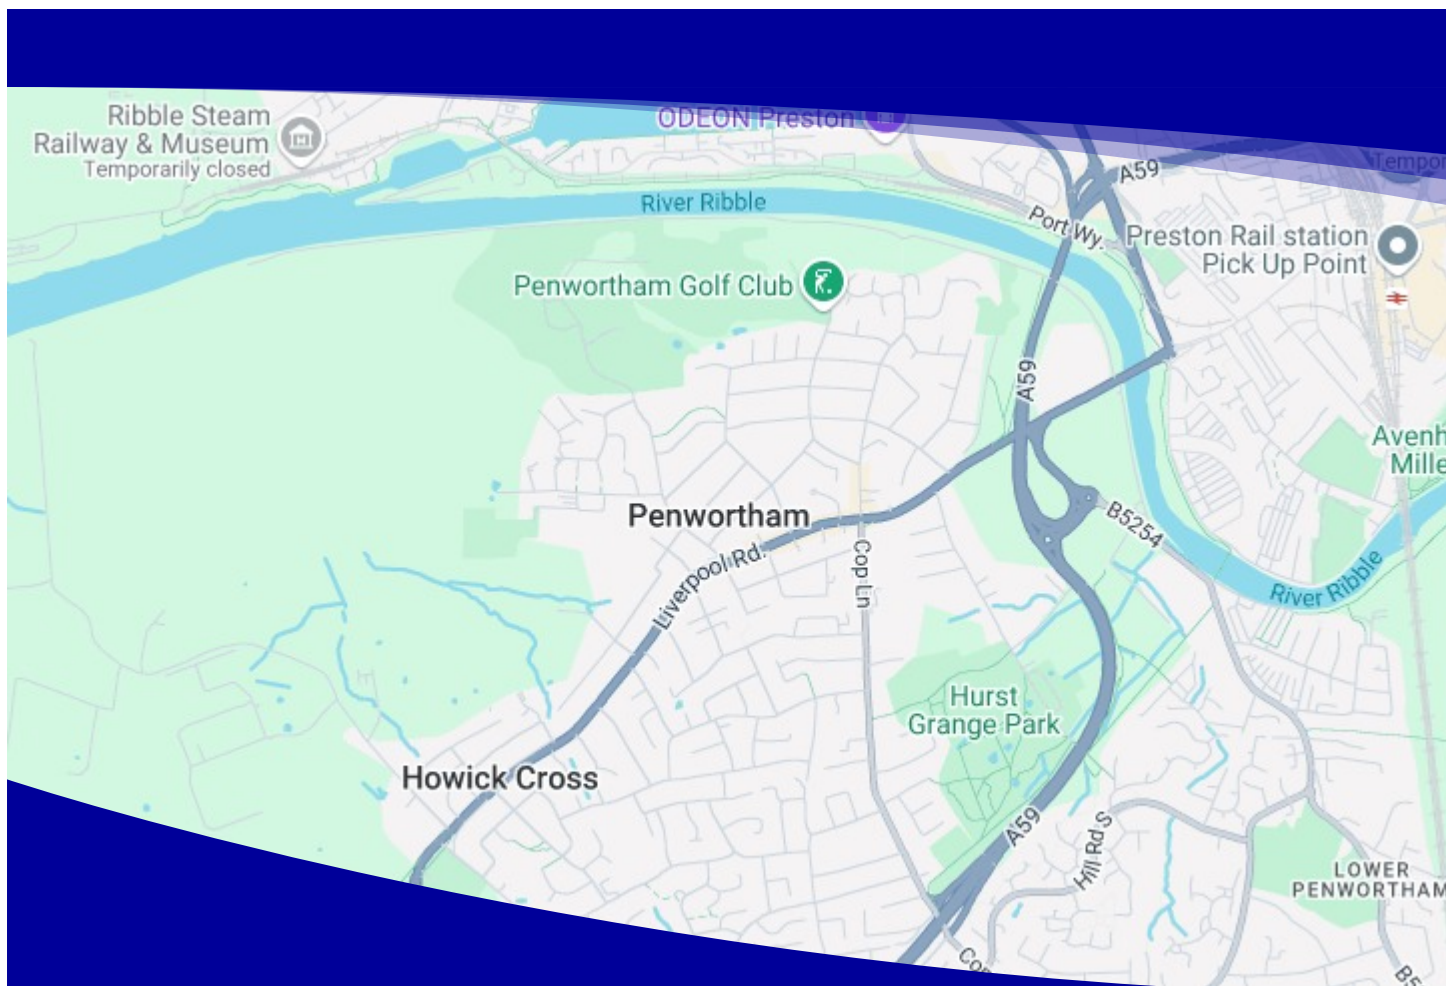 Ribble Steam
Railway & Museum
Temporarily closed
ODEON Preston
A59
River Ribble
Port Wy.
Preston Rail station
Pick Up Point
Penwortham Golf Club
A59
Penwortham
Liverpool Rd.
Cop Ln
B5254
River Ribble
Hurst
Grange Park
Howick Cross
A59
Hill Rd S
LOWER
PENWORTHAM